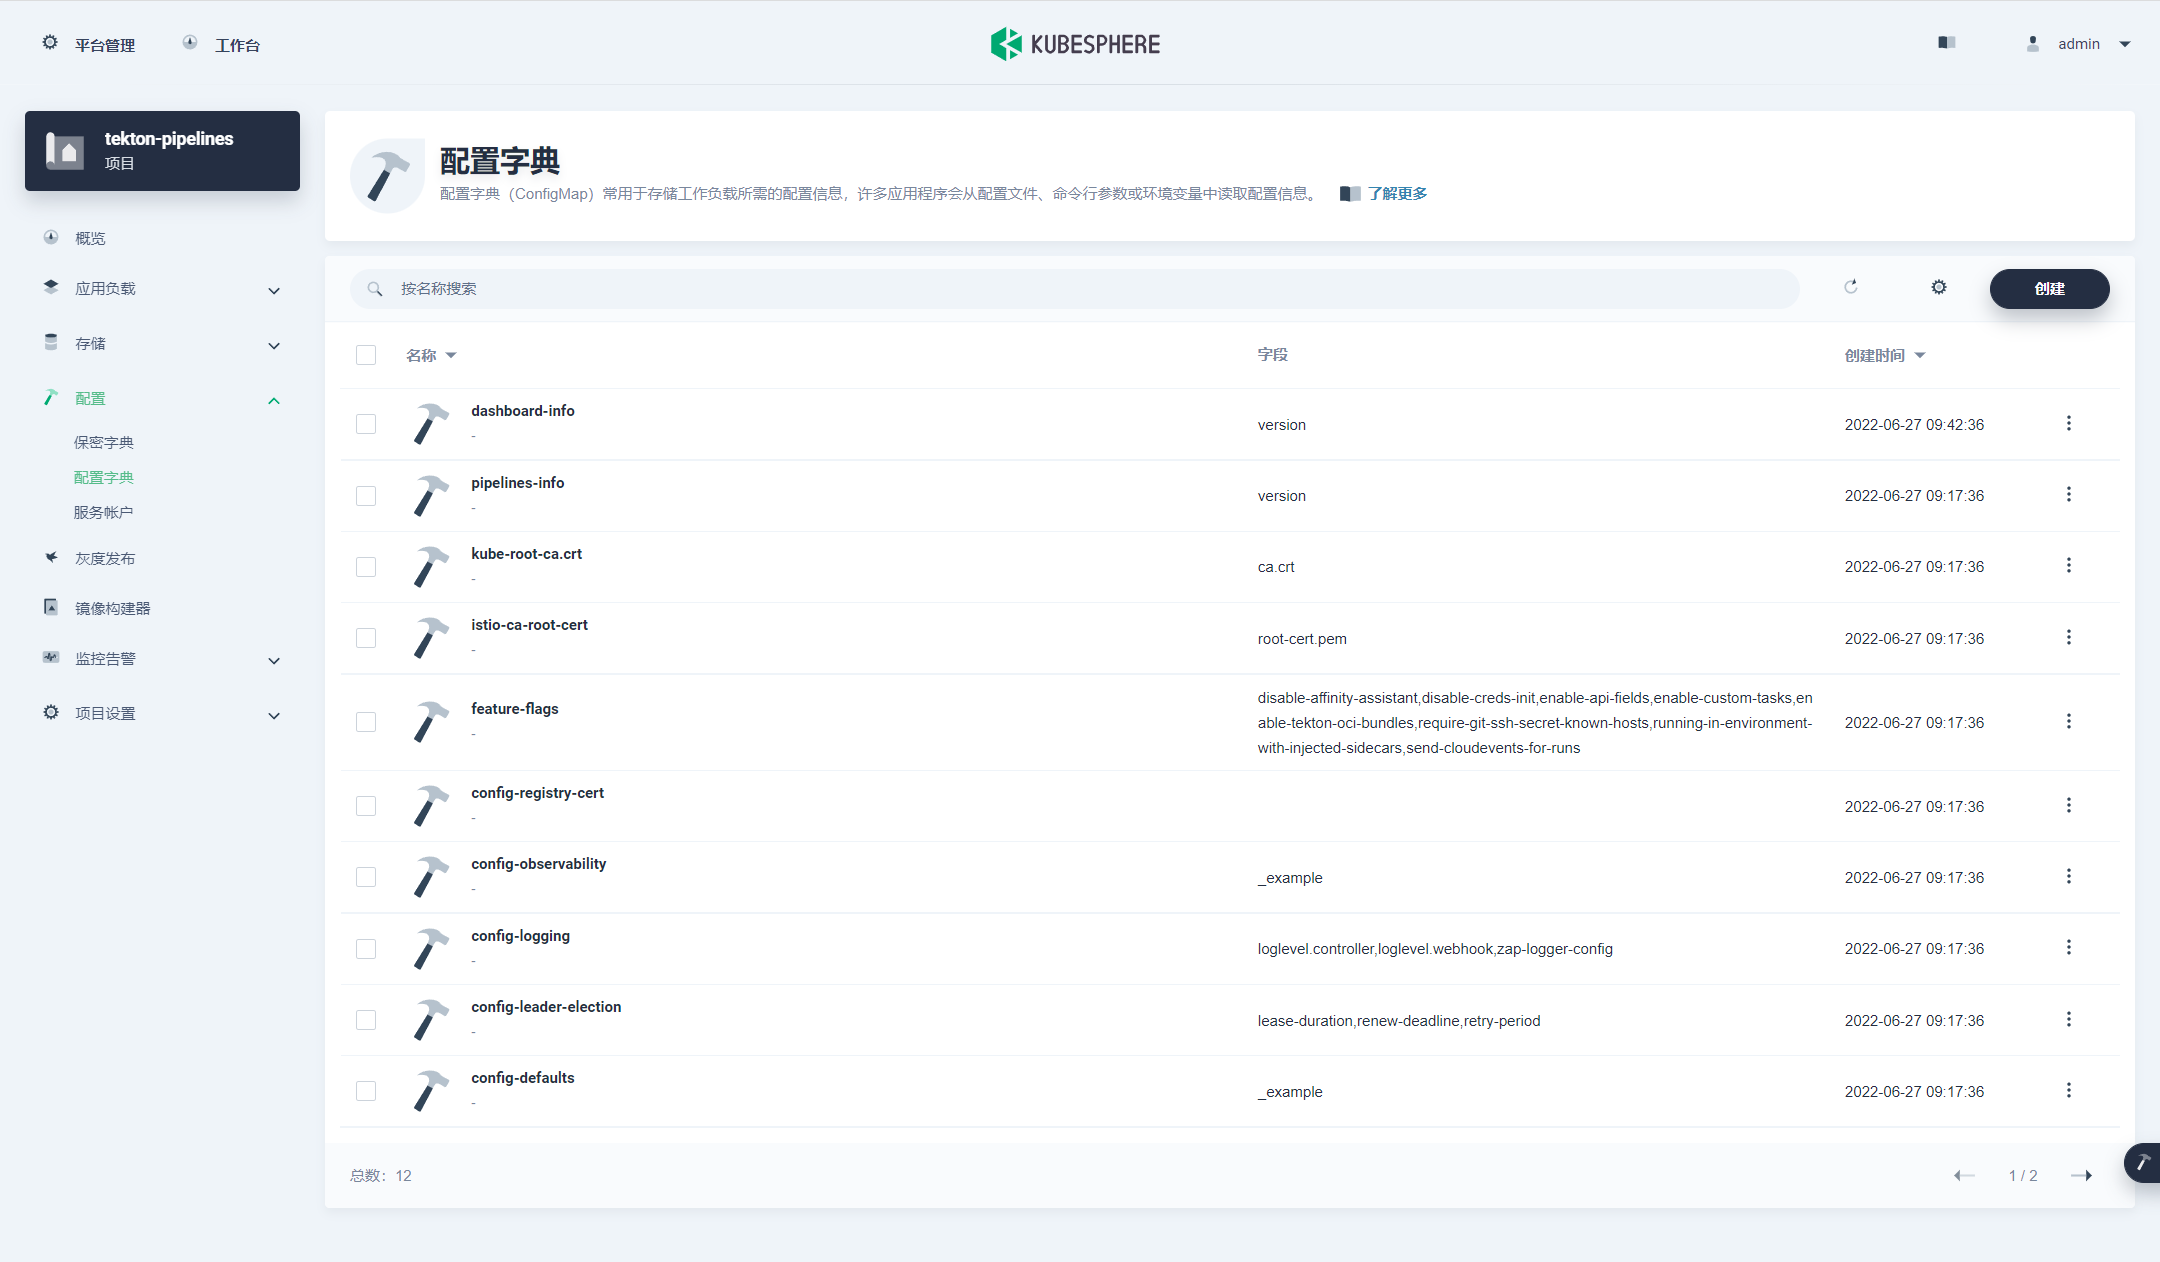 平台管理
工作台
KUBESPHERE
admin
tekton-pipelines
项目
概览
应用负载
存储
配置
保密字典
配置字典
服务帐户
灰度发布
镜像构建器
监控告警
项目设置
配置字典
配置字典（ConfigMap）常用于存储工作负载所需的配置信息，许多应用程序会从配置文件、命令行参数或环境变量中读取配置信息。 了解更多
按名称搜索
创建
名称 字段 创建时间
dashboard-info
-
version
2022-06-27 09:42:36
pipelines-info
-
version
2022-06-27 09:17:36
kube-root-ca.crt
-
ca.crt
2022-06-27 09:17:36
istio-ca-root-cert
-
root-cert.pem
2022-06-27 09:17:36
feature-flags
-
disable-affinity-assistant,disable-creds-init,enable-api-fields,enable-custom-tasks,en
able-tekton-oci-bundles,require-git-ssh-secret-known-hosts,running-in-environment-
with-injected-sidecars,send-cloudevents-for-runs
2022-06-27 09:17:36
config-registry-cert
-
2022-06-27 09:17:36
config-observability
-
_example
2022-06-27 09:17:36
config-logging
-
loglevel.controller,loglevel.webhook,zap-logger-config
2022-06-27 09:17:36
config-leader-election
-
lease-duration,renew-deadline,retry-period
2022-06-27 09:17:36
config-defaults
-
_example
2022-06-27 09:17:36
总数：12
1 / 2